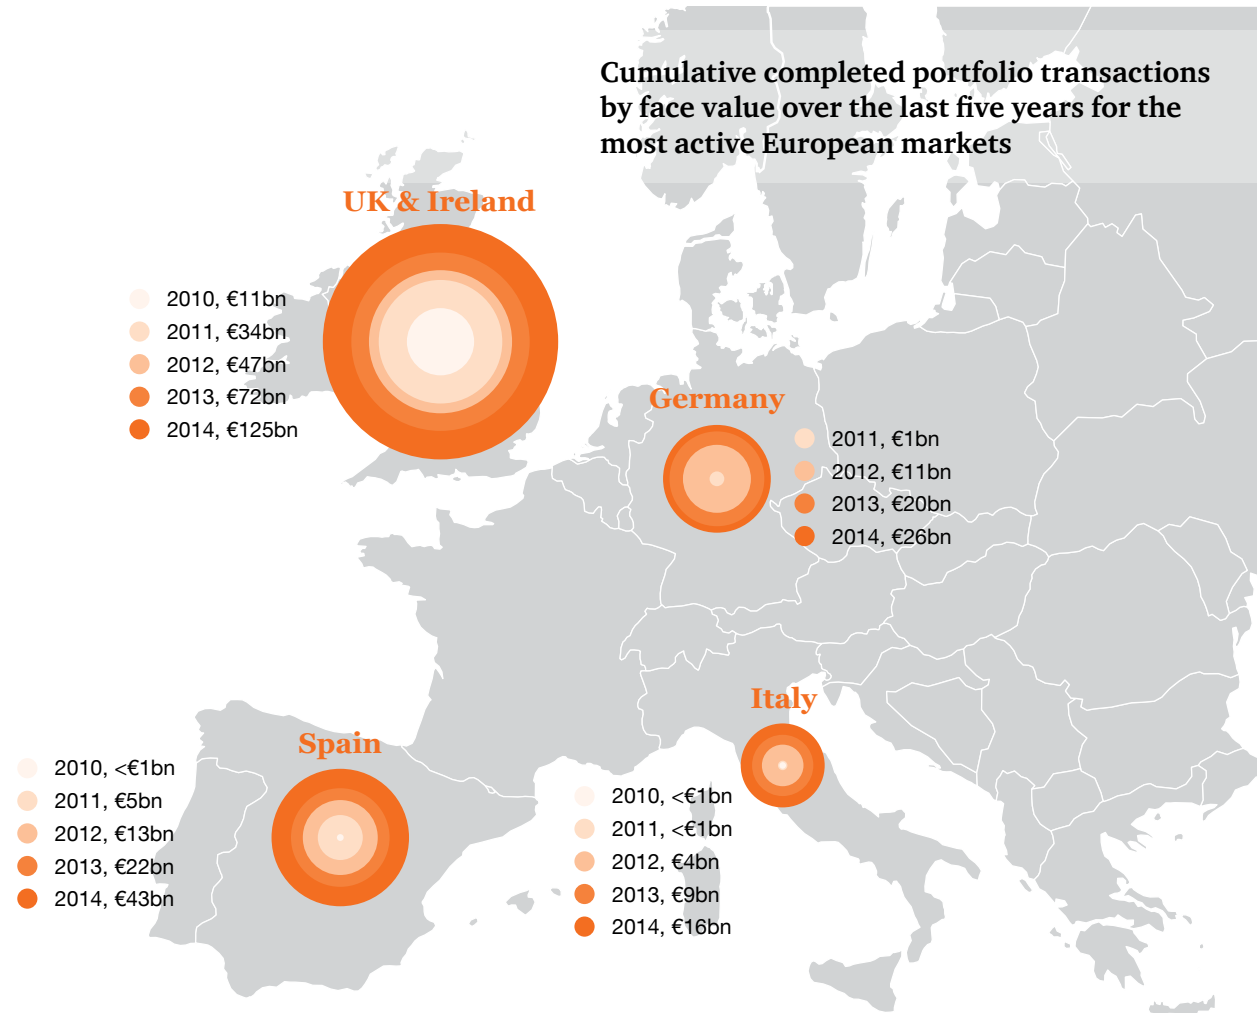 Cumulative completed portfolio transactions
by face value over the last five years for the
most active European markets
UK & Ireland
2010, €11bn
2011, €34bn
2012, €47bn
2013, €72bn
2014, €125bn
Germany
2011, €1bn
2012, €11bn
2013, €20bn
2014, €26bn
Spain
2010, <€1bn
2011, €5bn
2012, €13bn
2013, €22bn
2014, €43bn
Italy
2010, <€1bn
2011, <€1bn
2012, €4bn
2013, €9bn
2014, €16bn